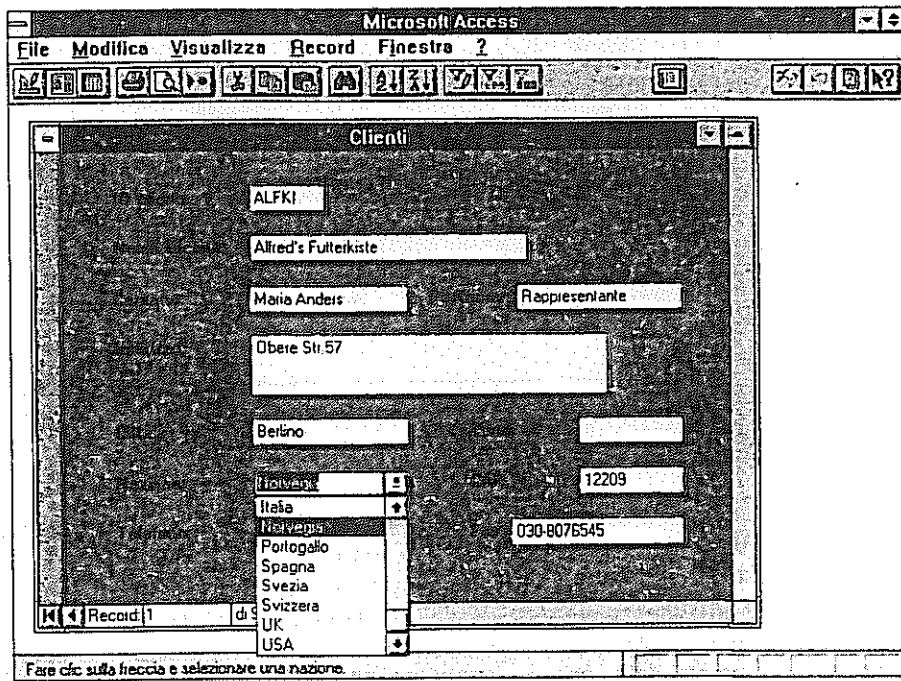 Microsoft Access
File Modifica Visualizza Record Finestra ?
Clienti
ALFKI
Alfred's Futterkiste
Maria Anders
Rappresentante
Obere Str.57
Berlino
Norvegia
12209
Italia
Norvegia
030-8076545
Portogallo
Spagna
Svezia
Svizzera
Record: 1 di
UK
USA
Fare clic sulla freccia e selezionare una nazione.